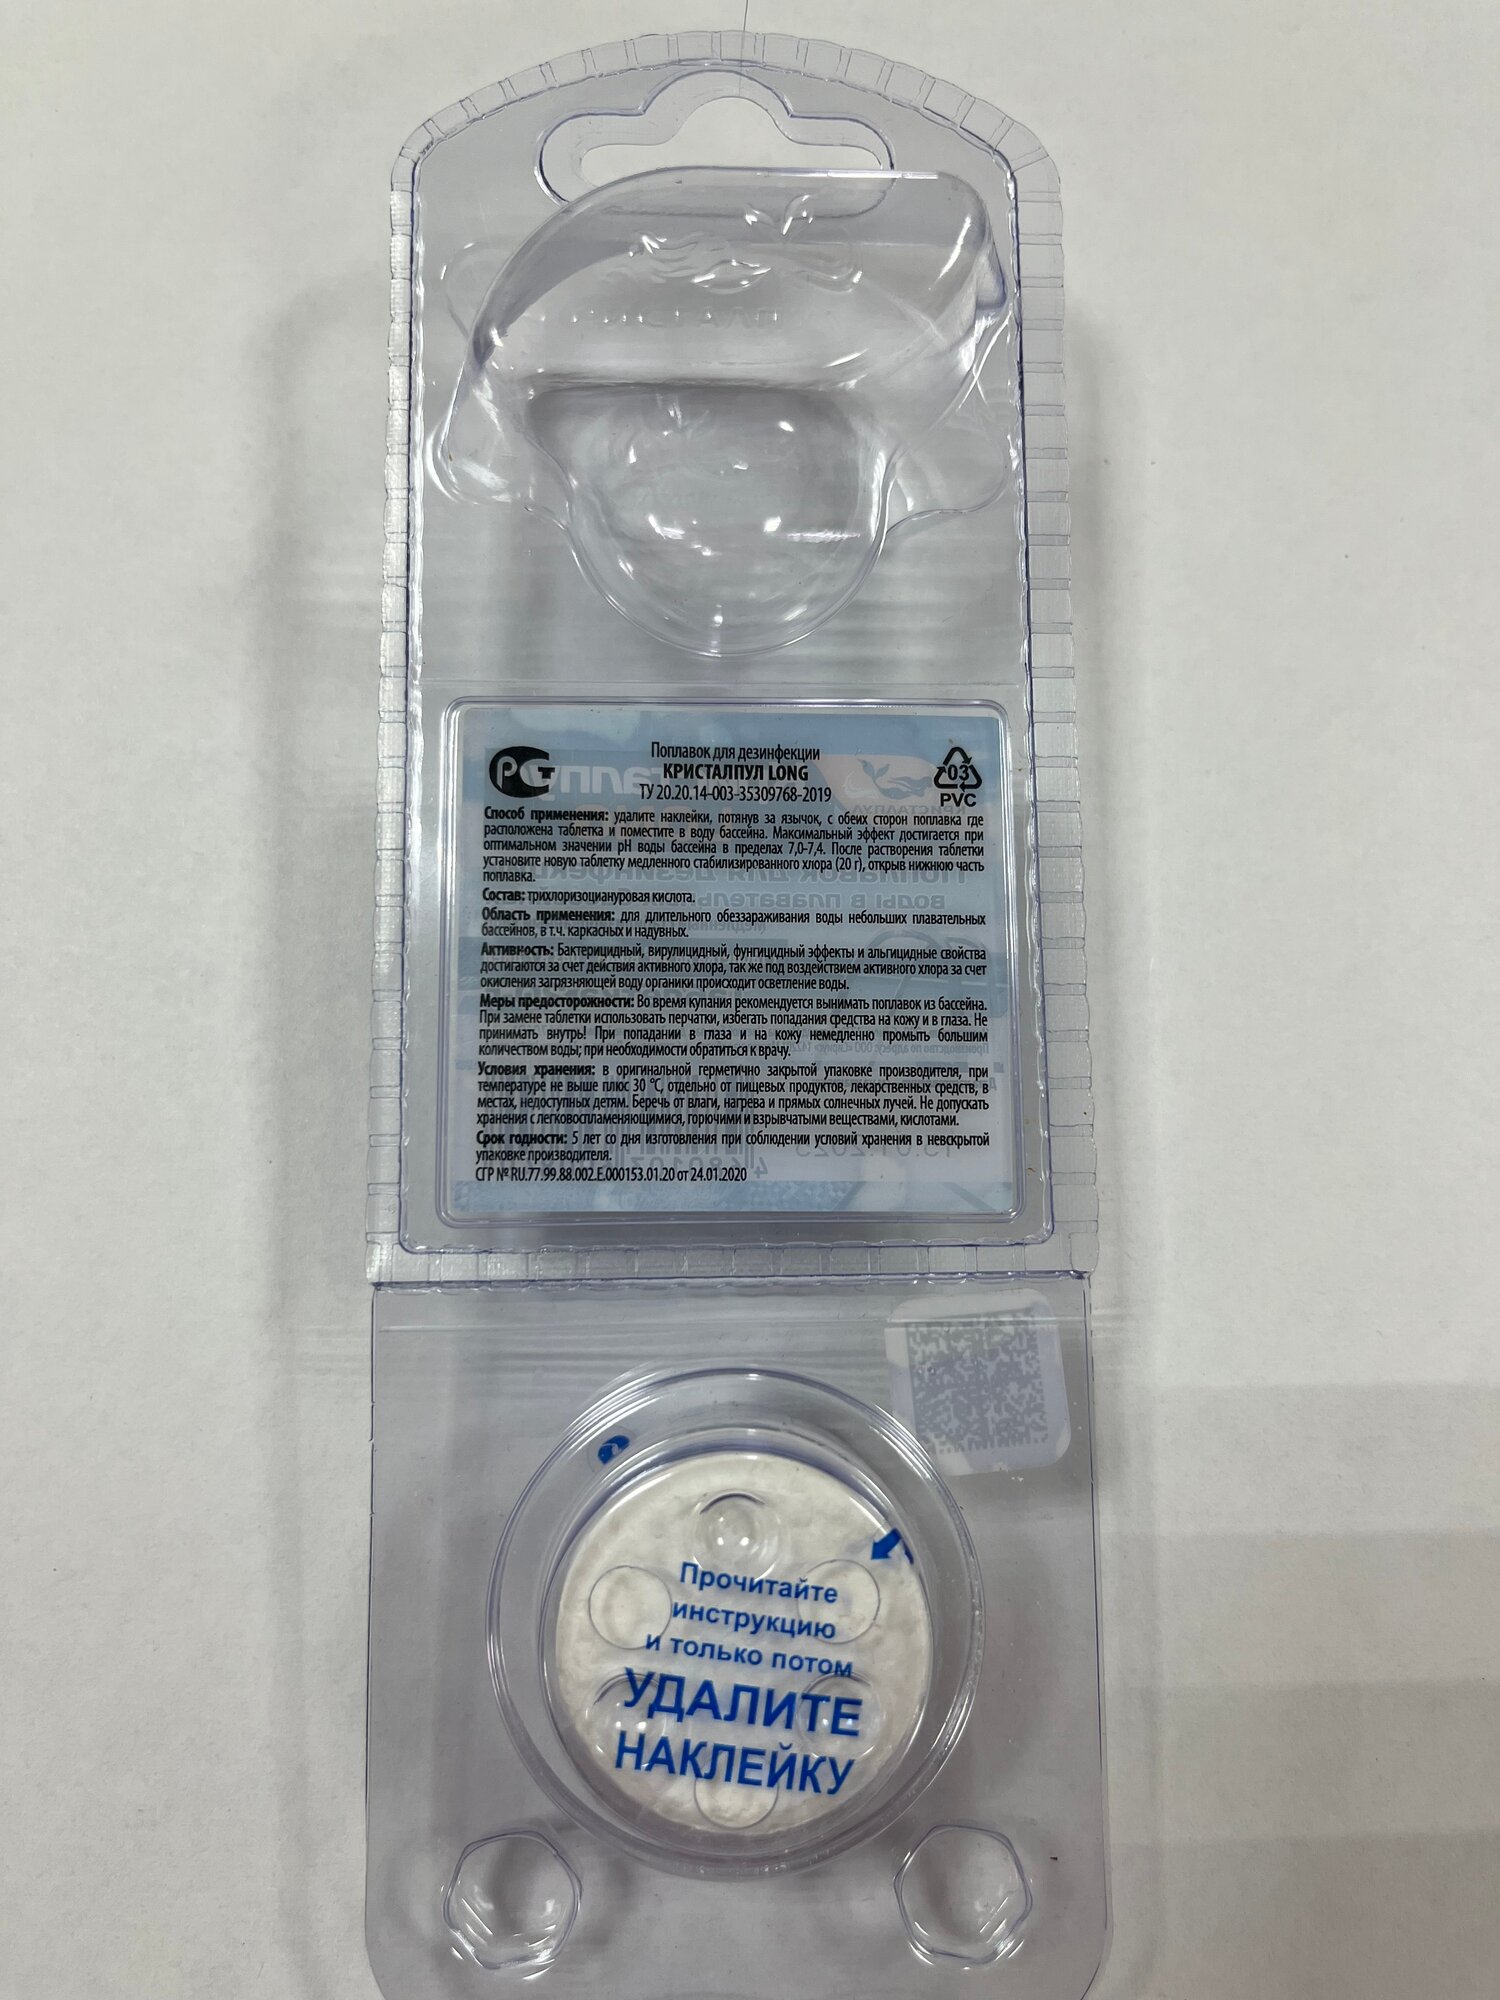 Поплавок для дезинфекции
КРИСТАЛПУЛ LONG
ТУ 20.20.14-003-35309768-2019
РСТ
03
PVC
Способ применения: удалите наклейки, потянув за язычок, с обеих сторон поплавка где
расположена таблетка и поместите в воду бассейна. Максимальный эффект достигается при
оптимальном значении pH воды бассейна в пределах 7,0-7,4. После растворения таблетки
установите новую таблетку медленного стабилизированного хлора (20 г), открыв нижнюю часть
поплавка.
Состав: трихлоризоциануровая кислота.
Область применения: для длительного обеззараживания воды небольших плавательных
бассейнов, в т.ч. каркасных и надувных.
Активность: Бактерицидный, вирулицидный, фунгицидный эффекты и альгицидные свойства
достигаются за счет действия активного хлора, так же под воздействием активного хлора за счет
окисления загрязняющей воду органики происходит осветление воды.
Меры предосторожности: Во время купания рекомендуется вынимать поплавок из бассейна.
При замене таблетки использовать перчатки, избегать попадания средства на кожу и в глаза. Не
принимать внутрь! При попадании в глаза и на кожу немедленно промыть большим
количеством воды; при необходимости обратиться к врачу.
Условия хранения: в оригинальной герметично закрытой упаковке производителя, при
температуре не выше плюс 30 °С, отдельно от пищевых продуктов, лекарственных средств, в
местах, недоступных детям. Беречь от влаги, нагрева и прямых солнечных лучей. Не допускать
хранения с легковоспламеняющимися, горючими и взрывчатыми веществами, кислотами.
Срок годности: 5 лет со дня изготовления при соблюдении условий хранения в невскрытой
упаковке производителя.
СГР № RU.77.99.88.002.Е.000153.01.20 от 24.01.2020
Прочитайте
инструкцию
и только потом
УДАЛИТЕ
НАКЛЕЙКУ